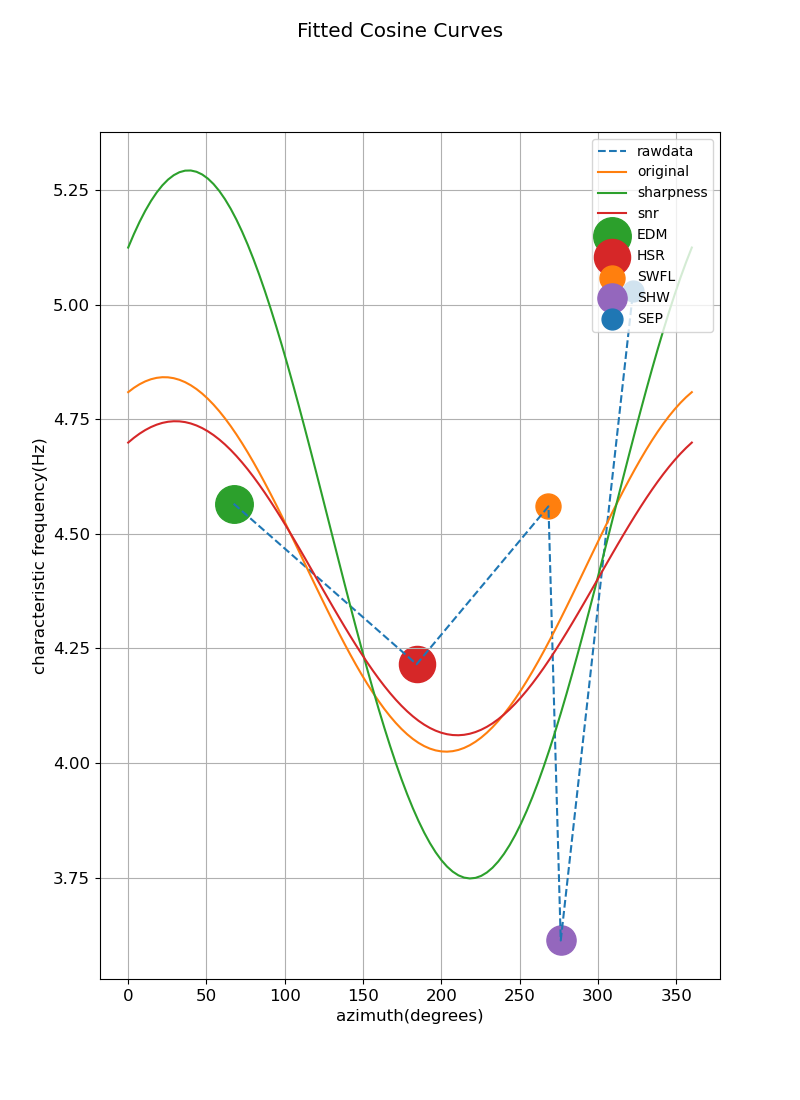 Fitted Cosine Curves
rawdata
original
sharpness
snr
EDM
HSR
SWFL
SHW
SEP
5.25
5.00
4.75
4.50
4.25
4.00
3.75
characteristic frequency(Hz)
0 50 100 150 200 250 300 350
azimuth(degrees)